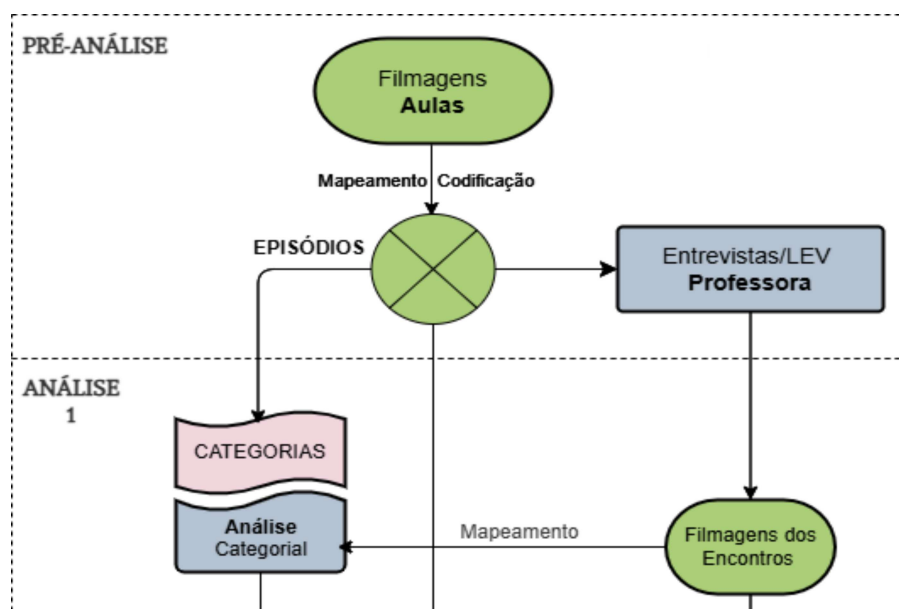 PRÉ-ANÁLISE
Filmagens
Aulas
Mapeamento Codificação
EPISÓDIOS
Entrevistas/LEV
Professora
ANÁLISE
1
CATEGORIAS
Análise
Categorial
Mapeamento
Filmagens dos
Encontros